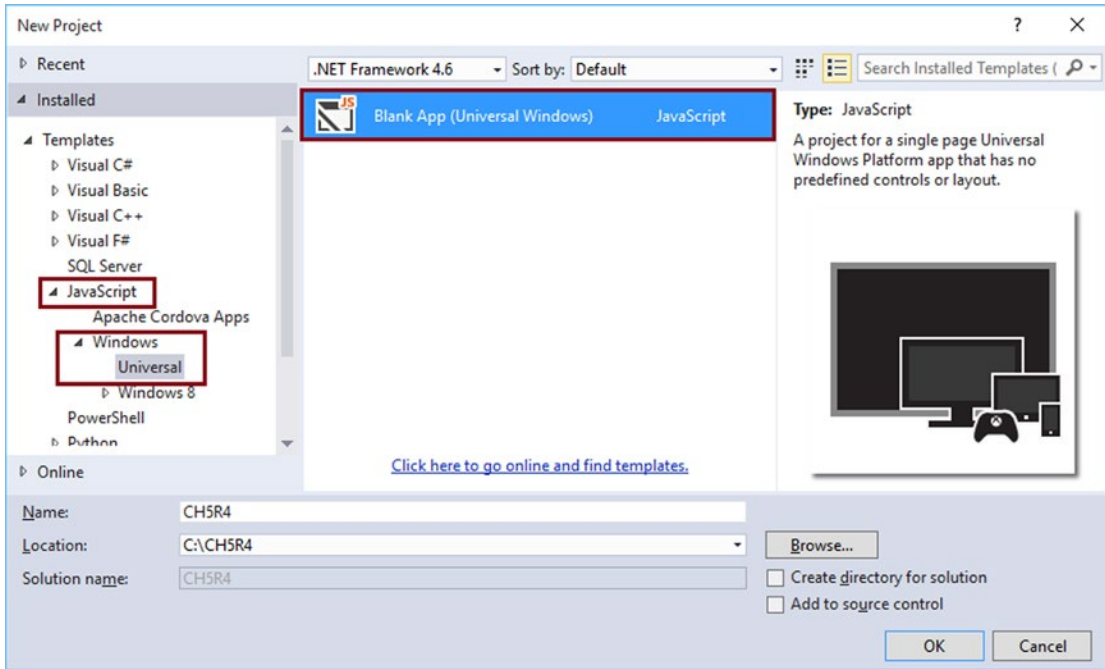 New Project
?
Recent
Installed
Templates
Visual C#
Visual Basic
Visual C++
Visual F#
SQL Server
JavaScript
Apache Cordova Apps
Windows
Universal
Windows 8
PowerShell
Python
Online
.NET Framework 4.6
Sort by: Default
Search Installed Templates (
JS
Blank App (Universal Windows) JavaScript
Click here to go online and find templates.
Type: JavaScript
A project for a single page Universal
Windows Platform app that has no
predefined controls or layout.
Name: CH5R4
Location: C:\CH5R4
Browse...
Solution name: CH5R4
Create directory for solution
Add to source control
OK Cancel